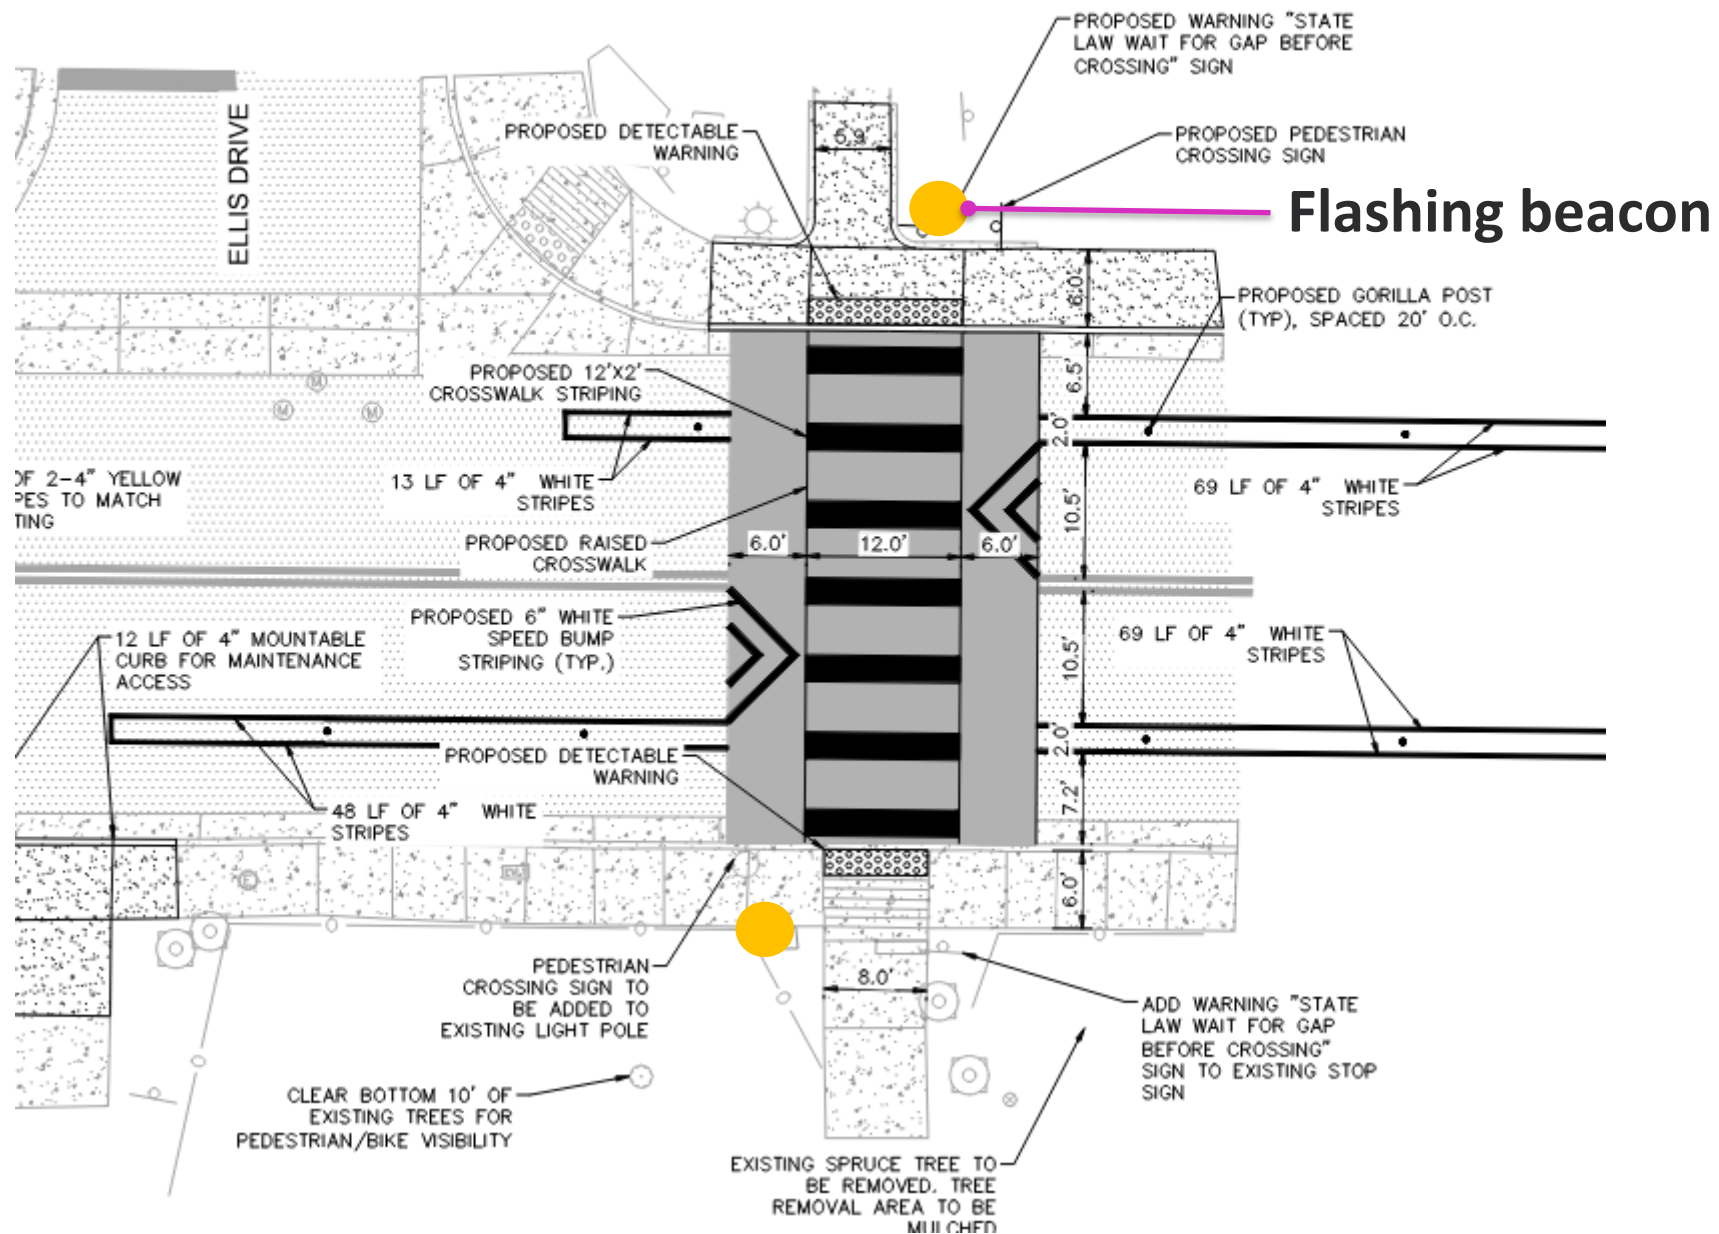 PROPOSED WARNING "STATE
LAW WAIT FOR GAP BEFORE
CROSSING" SIGN
ELLIS DRIVE
PROPOSED DETECTABLE
WARNING
5.9
PROPOSED PEDESTRIAN
CROSSING SIGN
Flashing beacon
6.0'
PROPOSED GORILLA POST
(TYP), SPACED 20' O.C.
PROPOSED 12'X2'
CROSSWALK STRIPING
6.5'
M
M
M
2.0'
OF 2-4" YELLOW
PES TO MATCH
TING
13 LF OF 4" WHITE
STRIPES
69 LF OF 4" WHITE
STRIPES
10.5'
PROPOSED RAISED
CROSSWALK
6.0'
12.0'
6.0'
PROPOSED 6" WHITE
SPEED BUMP
STRIPING (TYP.)
12 LF OF 4" MOUNTABLE
CURB FOR MAINTENANCE
ACCESS
69 LF OF 4" WHITE
STRIPES
10.5'
2.0'
PROPOSED DETECTABLE
WARNING
7.2'
48 LF OF 4" WHITE
STRIPES
E
6.0'
PEDESTRIAN
CROSSING SIGN TO
BE ADDED TO
EXISTING LIGHT POLE
8.0'
ADD WARNING "STATE
LAW WAIT FOR GAP
BEFORE CROSSING"
SIGN TO EXISTING STOP
SIGN
CLEAR BOTTOM 10' OF
EXISTING TREES FOR
PEDESTRIAN/BIKE VISIBILITY
EXISTING SPRUCE TREE TO
BE REMOVED. TREE
REMOVAL AREA TO BE
MULCHED